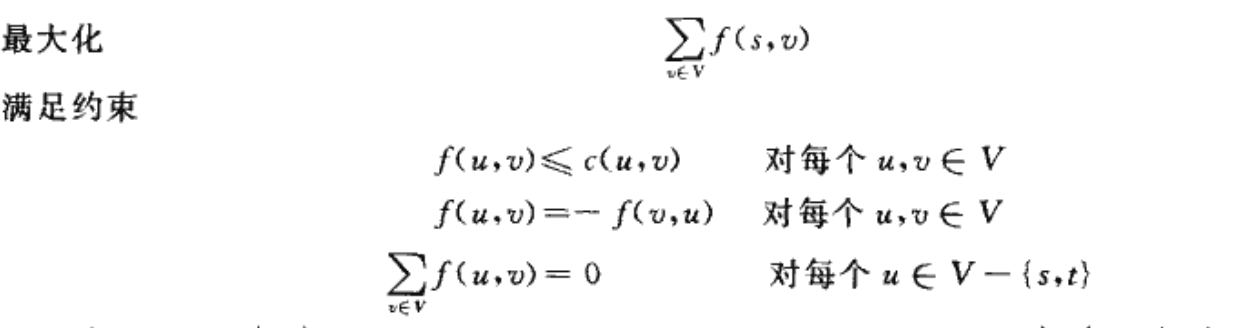 最大化 ∑_{v∈V} f(s,v)
满足约束
f(u,v)≤c(u,v) 对每个 u,v∈V
f(u,v)=-f(v,u) 对每个 u,v∈V
∑_{v∈V} f(u,v)=0 对每个 u∈V-{s,t}